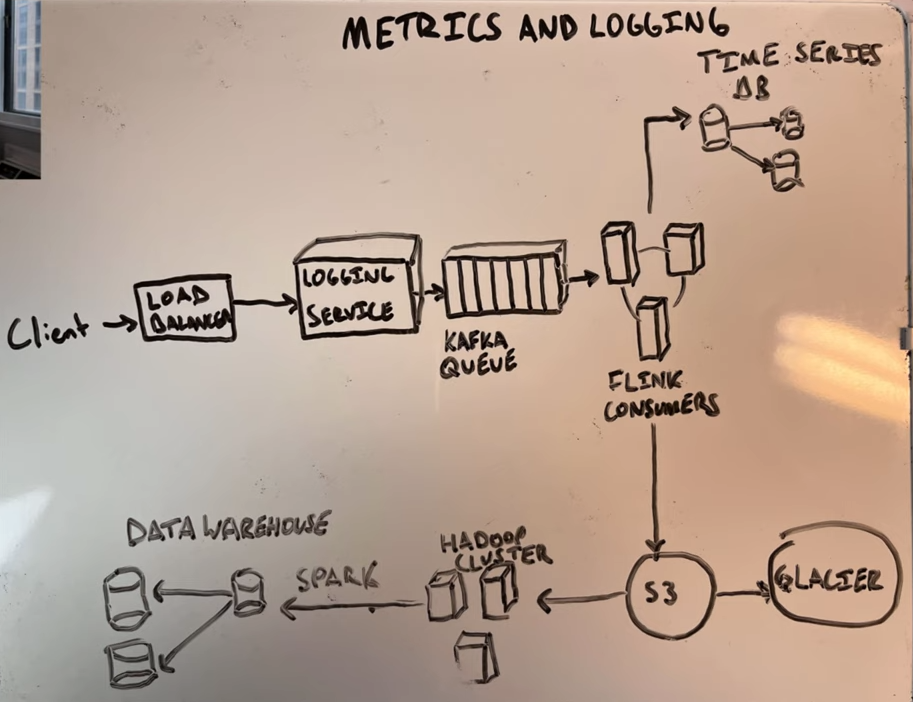 METRICS AND LOGGING
TIME SERIES
DB
Client
LOAD
BALANCER
LOGGING
SERVICE
KAFKA
QUEUE
FLINK
CONSUMERS
DATA WAREHOUSE
SPARK
HADOOP
CLUSTER
S3
GLACIER